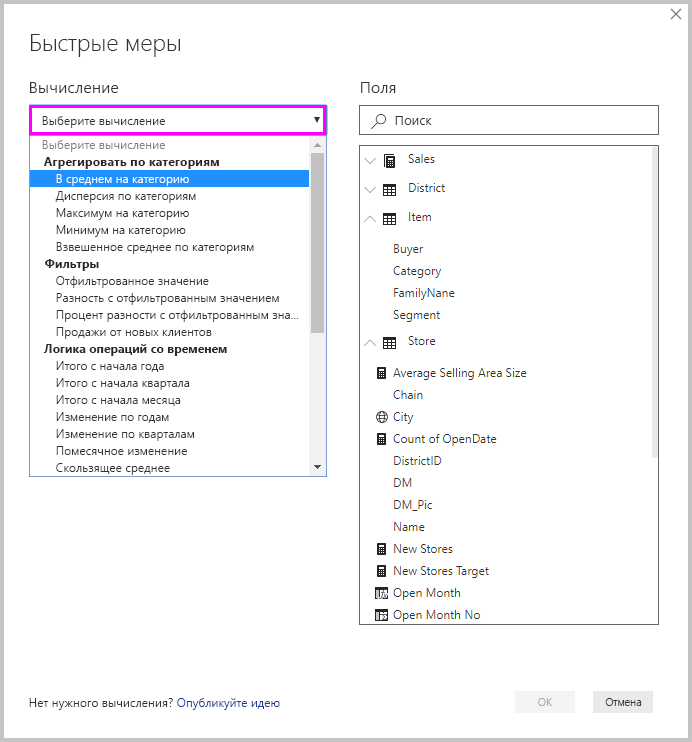 Быстрые меры
Вычисление
Выберите вычисление
Выберите вычисление
Агрегировать по категориям
В среднем на категорию
Дисперсия по категориям
Максимум на категорию
Минимум на категорию
Взвешенное среднее по категориям
Фильтры
Отфильтрованное значение
Разность с отфильтрованным значением
Процент разности с отфильтрованным зна...
Продажи от новых клиентов
Логика операций со временем
Итого с начала года
Итого с начала квартала
Итого с начала месяца
Изменение по годам
Изменение по кварталам
Помесячное изменение
Скользящее среднее
Поля
Поиск
Sales
District
Item
Buyer
Category
FamilyNane
Segment
Store
Average Selling Area Size
Chain
City
Count of OpenDate
DistrictID
DM
DM_Pic
Name
New Stores
New Stores Target
Open Month
Open Month No
Нет нужного вычисления? Опубликуйте идею
ОК
Отмена